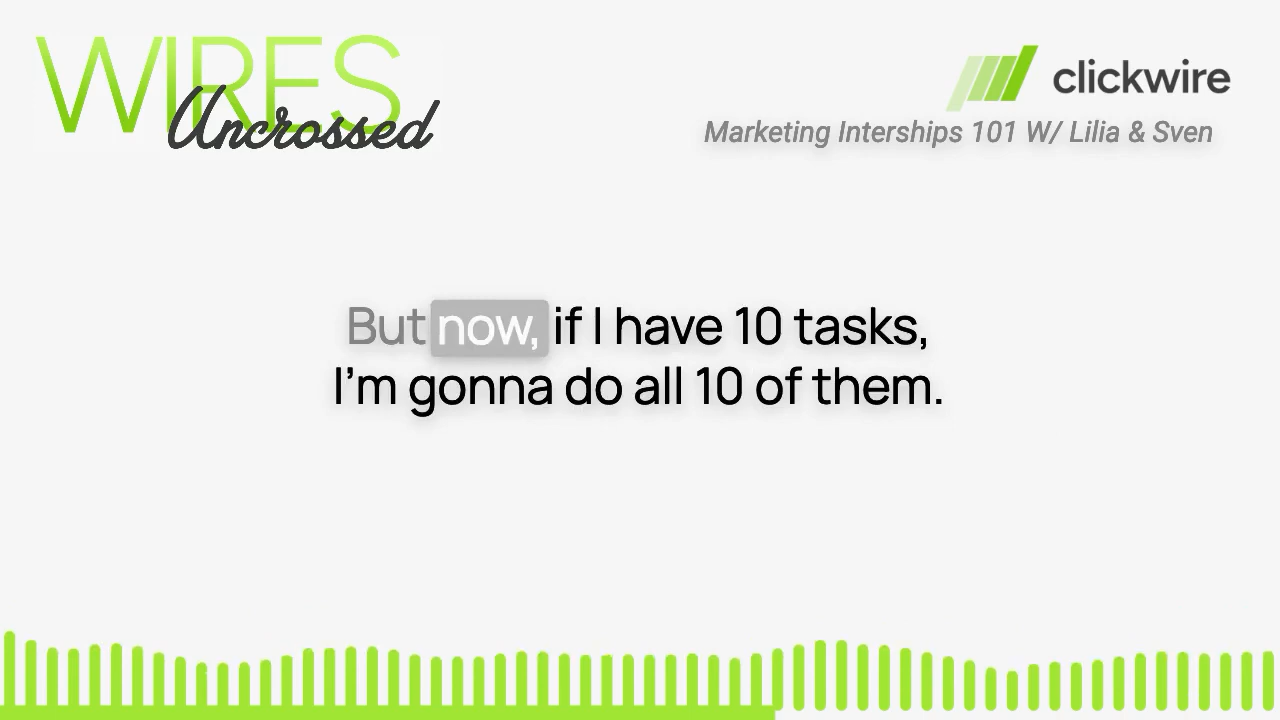 WIRES
Uncrossed
clickwire
Marketing Interships 101 W/ Lilia & Sven
But now, if I have 10 tasks,
I'm gonna do all 10 of them.